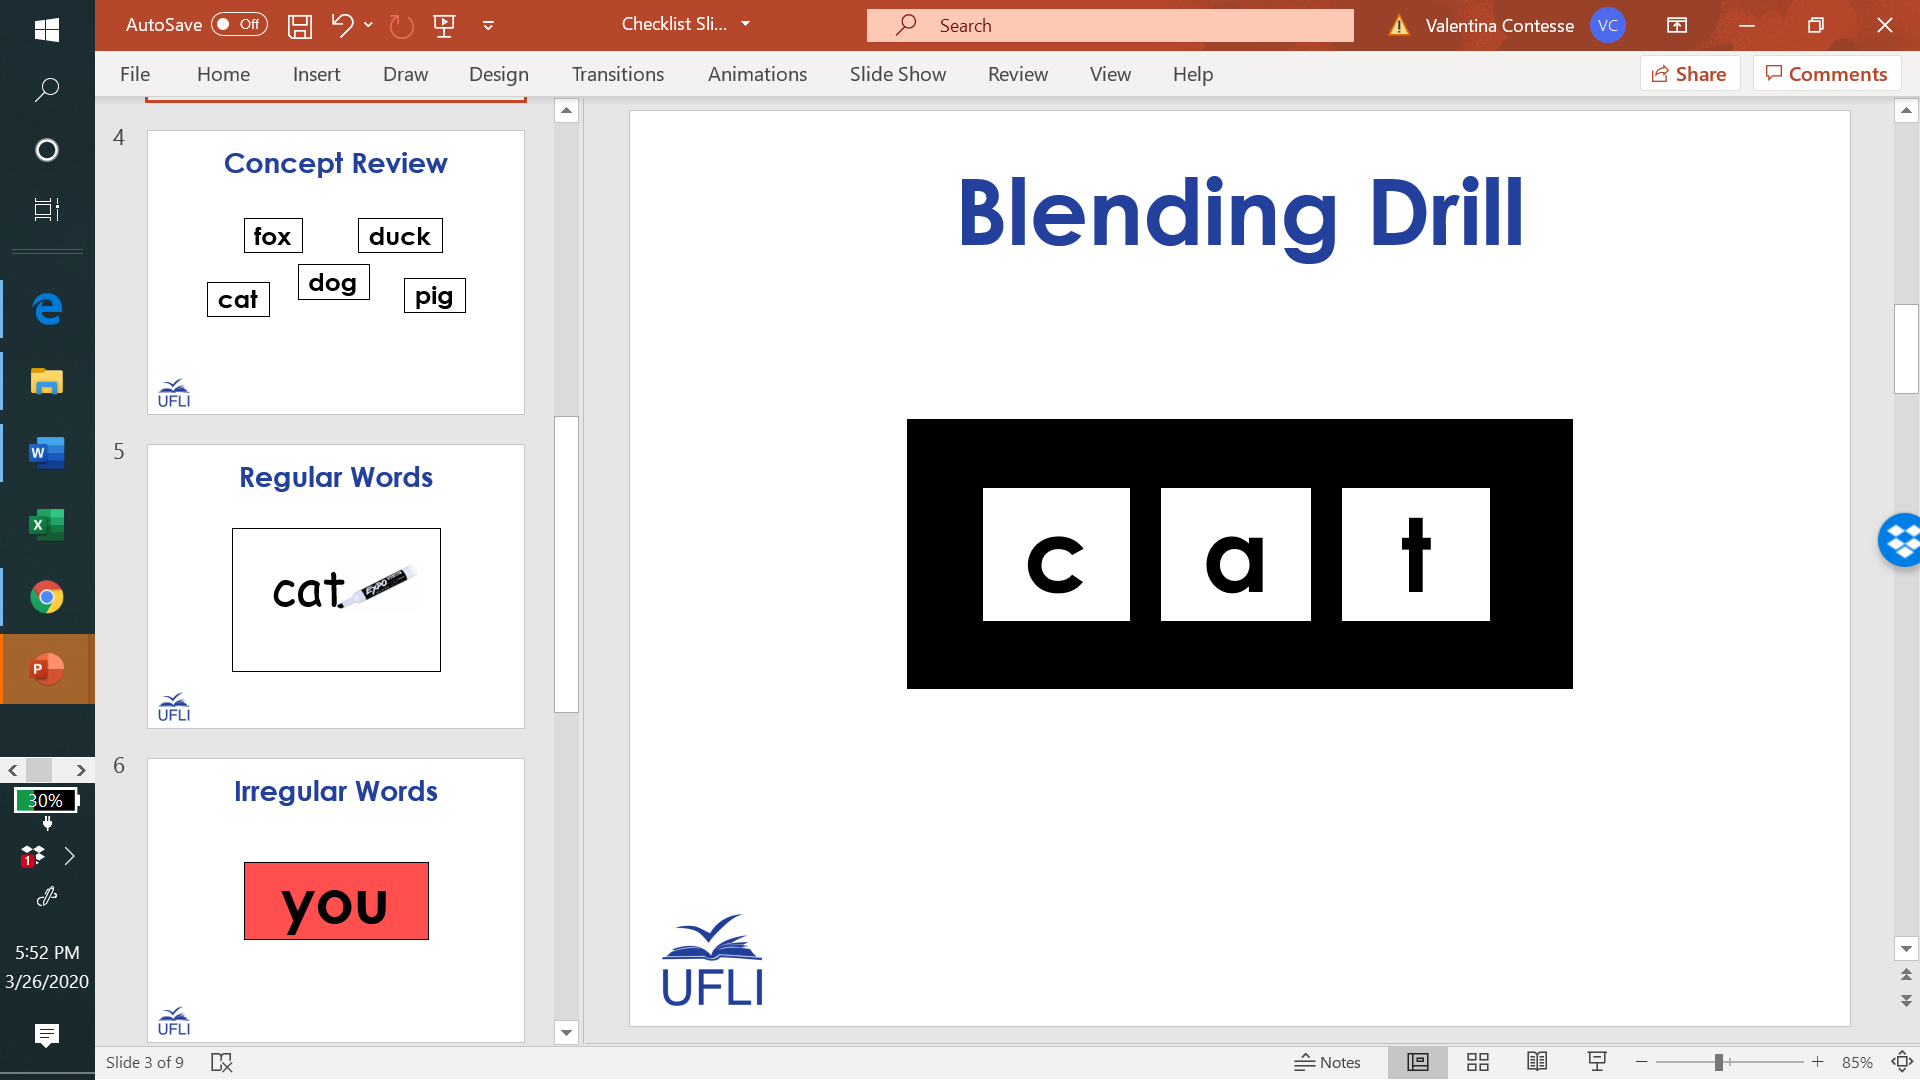 AutoSave Off
Checklist Sli...
Search
Valentina Contesse VC
File Home Insert Draw Design Transitions Animations Slide Show Review View Help
Share Comments
4
Concept Review
fox duck
cat dog pig
UFLI
5
Regular Words
cat EXPO
UFLI
6
Irregular Words
you
UFLI
Blending Drill
c a t
UFLI
W
X
P
30%
1
5:52 PM
3/26/2020
Slide 3 of 9
Notes
85%